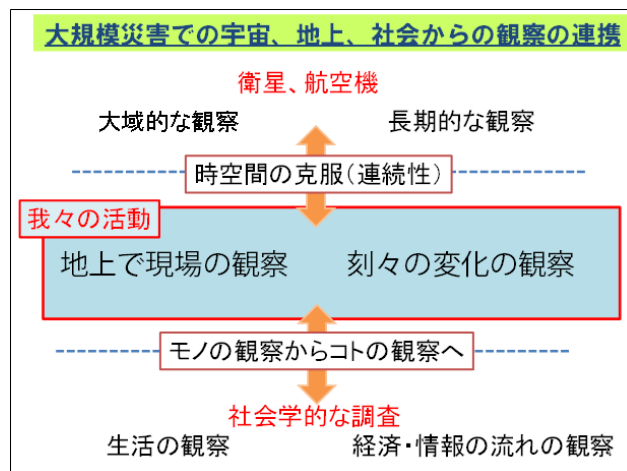 大規模災害での宇宙、地上、社会からの観察の連携
衛星、航空機
大域的な観察 長期的な観察
時空間の克服(連続性)
我々の活動
地上で現場の観察 刻々の変化の観察
モノの観察からコトの観察へ
社会学的な調査
生活の観察 経済・情報の流れの観察